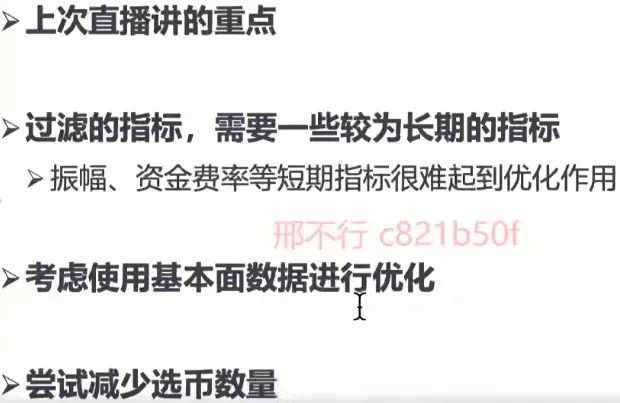 ➢上次直播讲的重点
➢过滤的指标，需要一些较为长期的指标
➢振幅、资金费率等短期指标很难起到优化作用
邢不行 c821b50f
➢考虑使用基本面数据进行优化
➢尝试减少选币数量